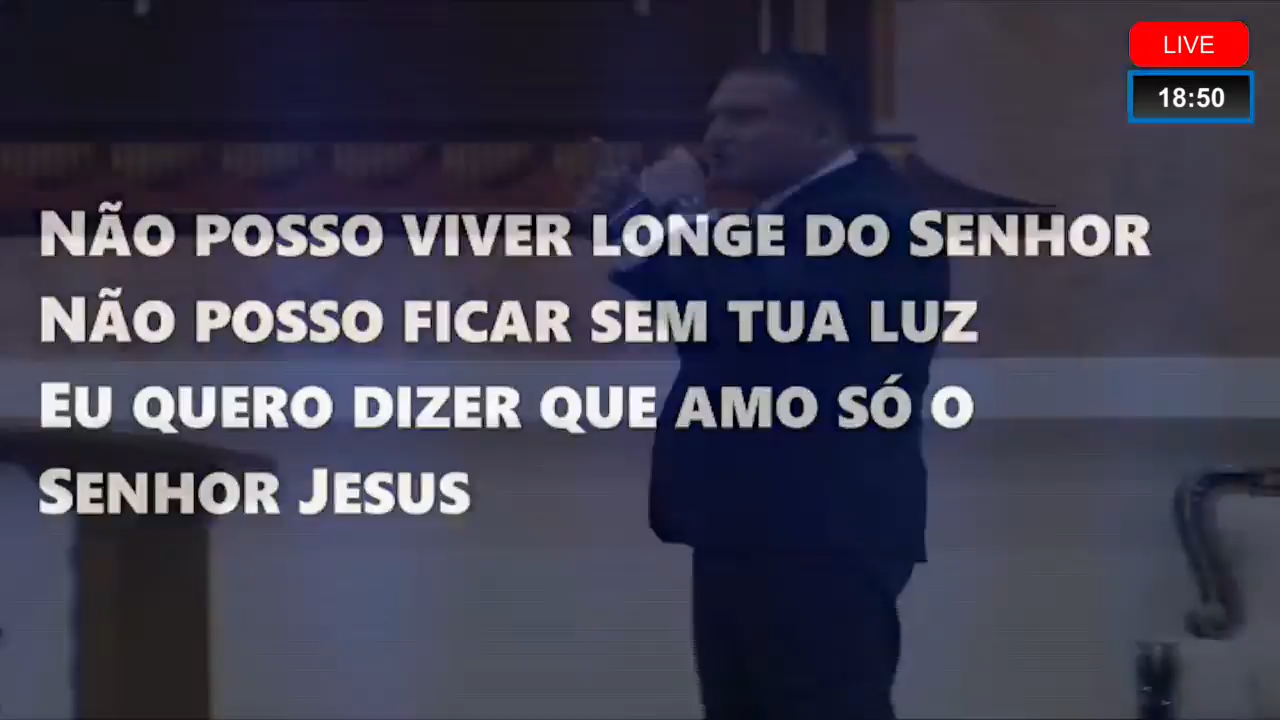 LIVE
18:50
Não posso viver longe do Senhor
Não posso ficar sem tua luz
Eu quero dizer que amo só o
Senhor Jesus